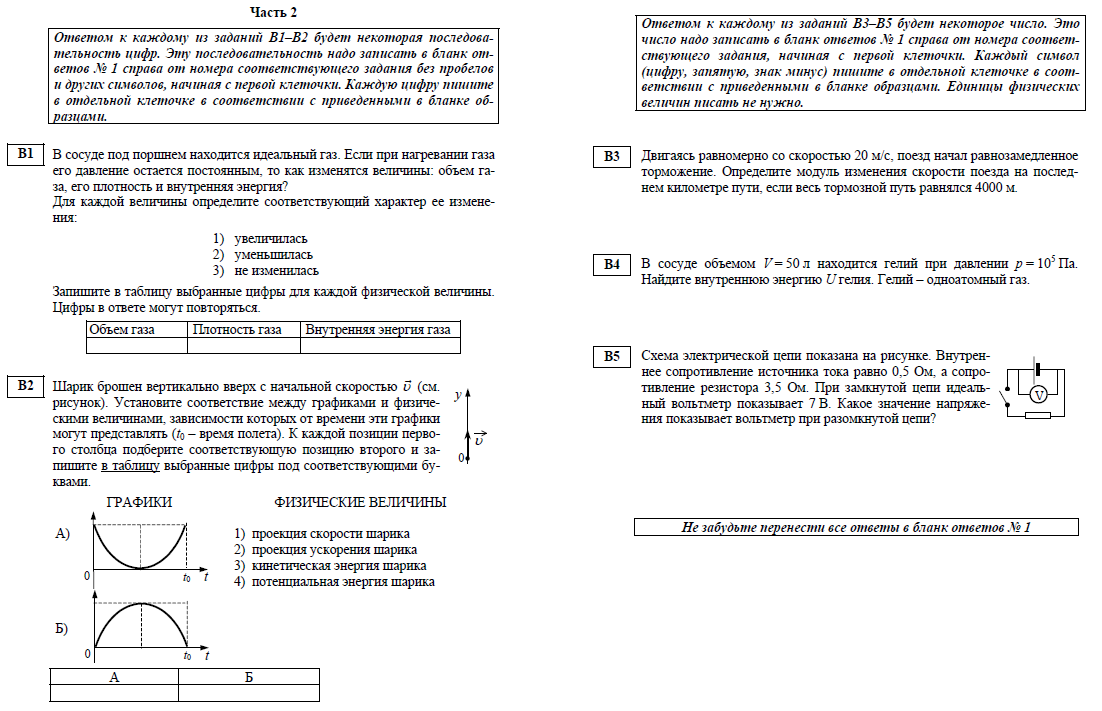 Часть 2
Ответом к каждому из заданий В1–В2 будет некоторая последова-
тельность цифр. Эту последовательность надо записать в бланк от-
ветов № 1 справа от номера соответствующего задания без пробелов
и других символов, начиная с первой клеточки. Каждую цифру пишите
в отдельной клеточке в соответствии с приведенными в бланке об-
разцами.
В1
В сосуде под поршнем находится идеальный газ. Если при нагревании газа
его давление остается постоянным, то как изменятся величины: объем га-
за, его плотность и внутренняя энергия?
Для каждой величины определите соответствующий характер ее измене-
ния:
1) увеличилась
2) уменьшилась
3) не изменилась
Запишите в таблицу выбранные цифры для каждой физической величины.
Цифры в ответе могут повторяться.
Объем газа Плотность газа Внутренняя энергия газа
В2
Шарик брошен вертикально вверх с начальной скоростью υ⃗ (см.
рисунок). Установите соответствие между графиками и физиче-
скими величинами, зависимости которых от времени эти графики
могут представлять (t₀ – время полета). К каждой позиции перво-
го столбца подберите соответствующую позицию второго и за-
пишите в таблицу выбранные цифры под соответствующими бу-
квами.
y
υ⃗
0
ГРАФИКИ ФИЗИЧЕСКИЕ ВЕЛИЧИНЫ
А)
0 t₀ t
1) проекция скорости шарика
2) проекция ускорения шарика
3) кинетическая энергия шарика
4) потенциальная энергия шарика
Б)
0 t₀ t
А Б
Ответом к каждому из заданий В3–В5 будет некоторое число. Это
число надо записать в бланк ответов № 1 справа от номера соответ-
ствующего задания, начиная с первой клеточки. Каждый символ
(цифру, запятую, знак минус) пишите в отдельной клеточке в соот-
ветствии с приведенными в бланке образцами. Единицы физических
величин писать не нужно.
В3
Двигаясь равномерно со скоростью 20 м/с, поезд начал равнозамедленное
торможение. Определите модуль изменения скорости поезда на послед-
нем километре пути, если весь тормозной путь равнялся 4000 м.
В4
В сосуде объемом V = 50 л находится гелий при давлении p = 10⁵ Па.
Найдите внутреннюю энергию U гелия. Гелий – одноатомный газ.
В5
Схема электрической цепи показана на рисунке. Внутрен-
нее сопротивление источника тока равно 0,5 Ом, а сопро-
тивление резистора 3,5 Ом. При замкнутой цепи идеаль-
ный вольтметр показывает 7 В. Какое значение напряже-
ния показывает вольтметр при разомкнутой цепи?
V
Не забудьте перенести все ответы в бланк ответов № 1